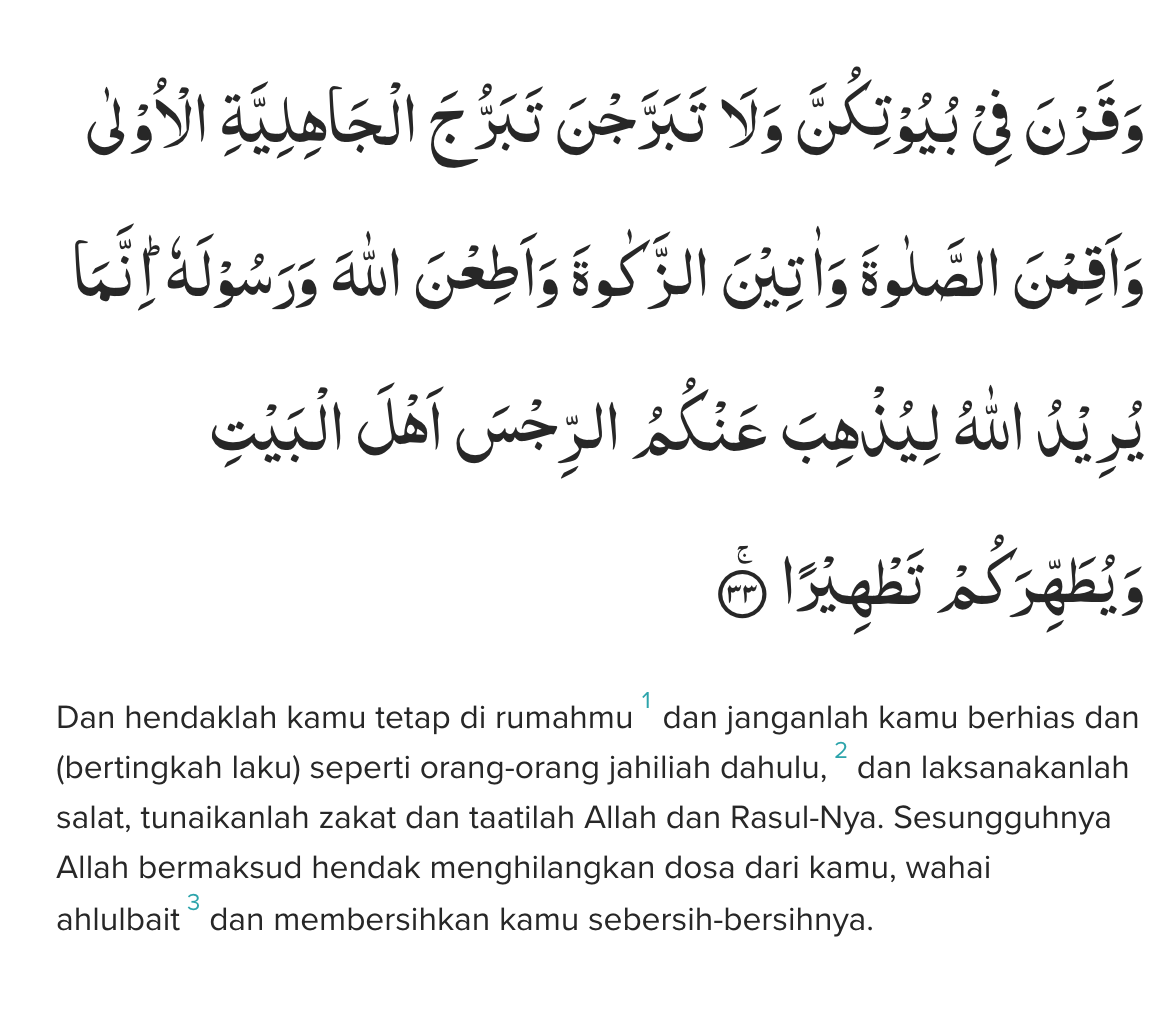 وَقَرْنَ فِيْ بُيُوْتِكُنَّ وَلَا تَبَرَّجْنَ تَبَرُّجَ الْجَاهِلِيَّةِ الْاُوْلٰى
وَاَقِمْنَ الصَّلٰوةَ وَاٰتِيْنَ الزَّكٰوةَ وَاَطِعْنَ اللّٰهَ وَرَسُوْلَهٗ ۗاِنَّمَا
يُرِيْدُ اللّٰهُ لِيُذْهِبَ عَنْكُمُ الرِّجْسَ اَهْلَ الْبَيْتِ
وَيُطَهِّرَكُمْ تَطْهِيْرًا ۚ ٣٣
Dan hendaklah kamu tetap di rumahmu 1 dan janganlah kamu berhias dan
(bertingkah laku) seperti orang-orang jahiliah dahulu, 2 dan laksanakanlah
salat, tunaikanlah zakat dan taatilah Allah dan Rasul-Nya. Sesungguhnya
Allah bermaksud hendak menghilangkan dosa dari kamu, wahai
ahlulbait 3 dan membersihkan kamu sebersih-bersihnya.